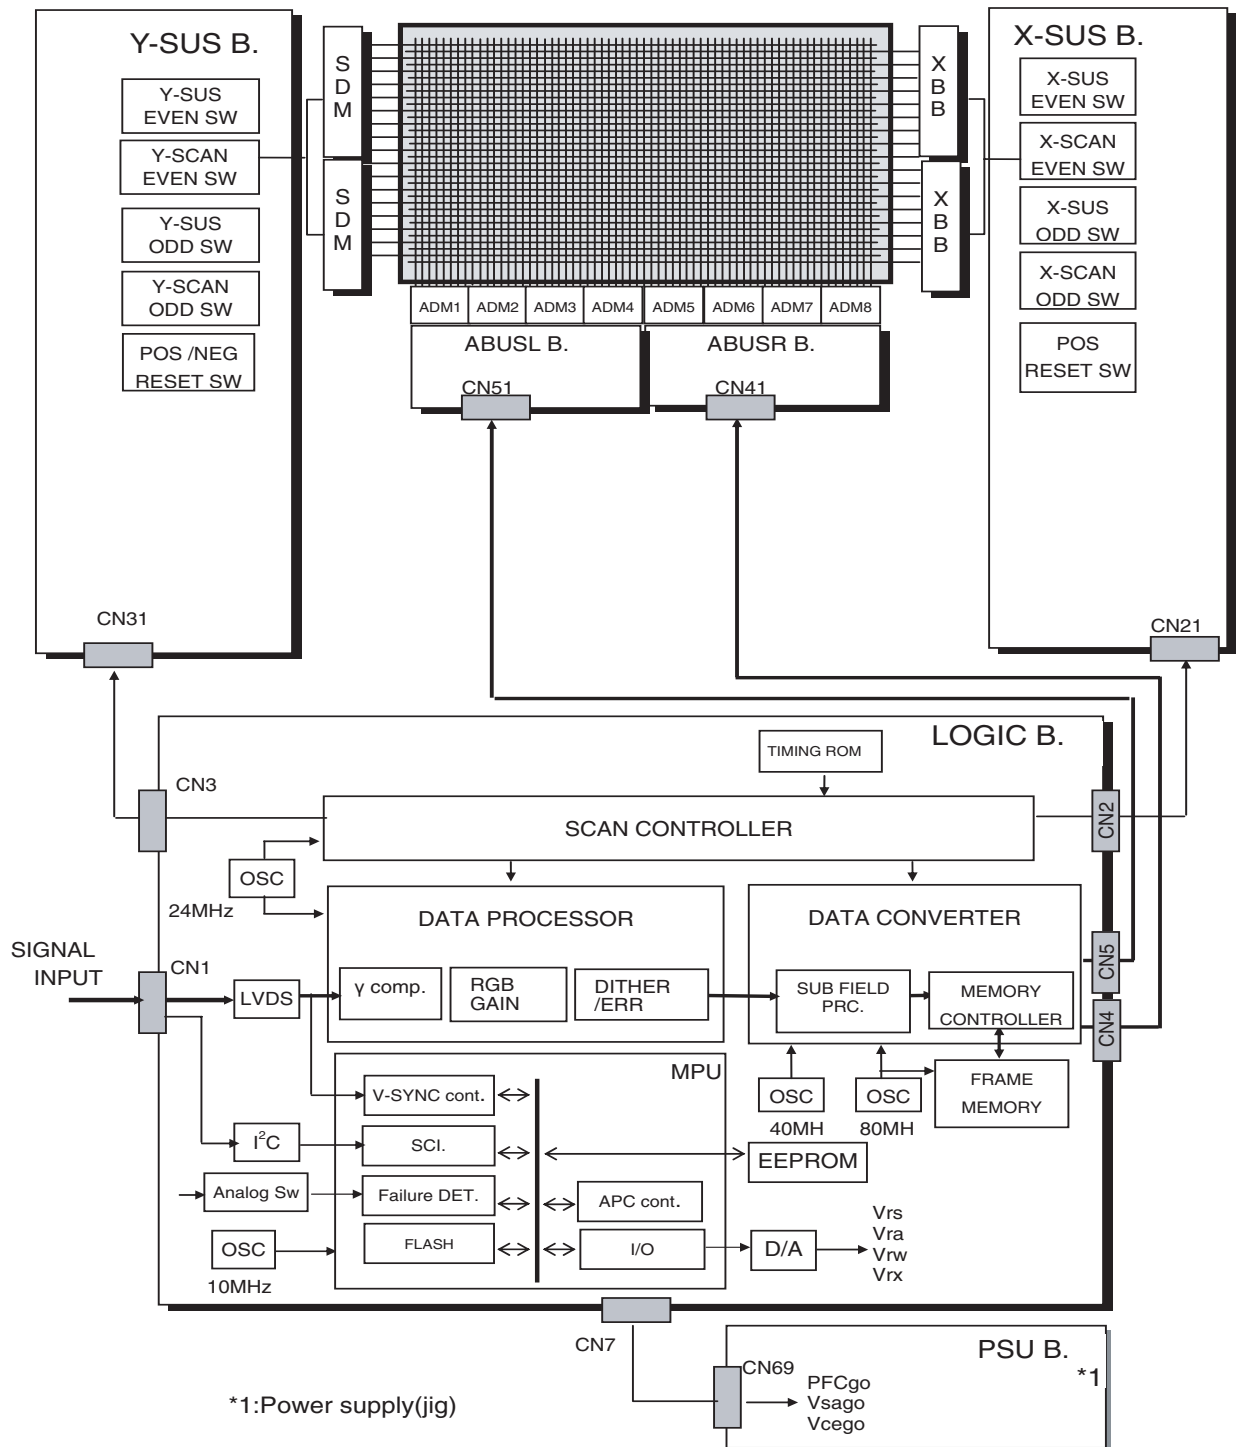 Y-SUS B.
Y-SUS
EVEN SW
Y-SCAN
EVEN SW
Y-SUS
ODD SW
Y-SCAN
ODD SW
POS /NEG
RESET SW
CN31
S
D
M
S
D
M
X
B
B
X
B
B
X-SUS B.
X-SUS
EVEN SW
X-SCAN
EVEN SW
X-SUS
ODD SW
X-SCAN
ODD SW
POS
RESET SW
CN21
ADM1 ADM2 ADM3 ADM4 ADM5 ADM6 ADM7 ADM8
ABUSL B.
CN51
ABUSR B.
CN41
LOGIC B.
TIMING ROM
CN3
SCAN CONTROLLER
CN2
OSC
24MHz
DATA PROCESSOR
DATA CONVERTER
SIGNAL
INPUT
CN1
LVDS
γ comp.
RGB
GAIN
DITHER
/ERR
SUB FIELD
PRC.
MEMORY
CONTROLLER
CN5
CN4
MPU
V-SYNC cont.
OSC
40MH
OSC
80MH
FRAME
MEMORY
I²C
SCI.
EEPROM
Analog Sw
Failure DET.
APC cont.
OSC
10MHz
FLASH
I/O
D/A
Vrs
Vra
Vrw
Vrx
CN7
PSU B.
*1
CN69
PFCgo
Vsago
Vcego
*1:Power supply(jig)